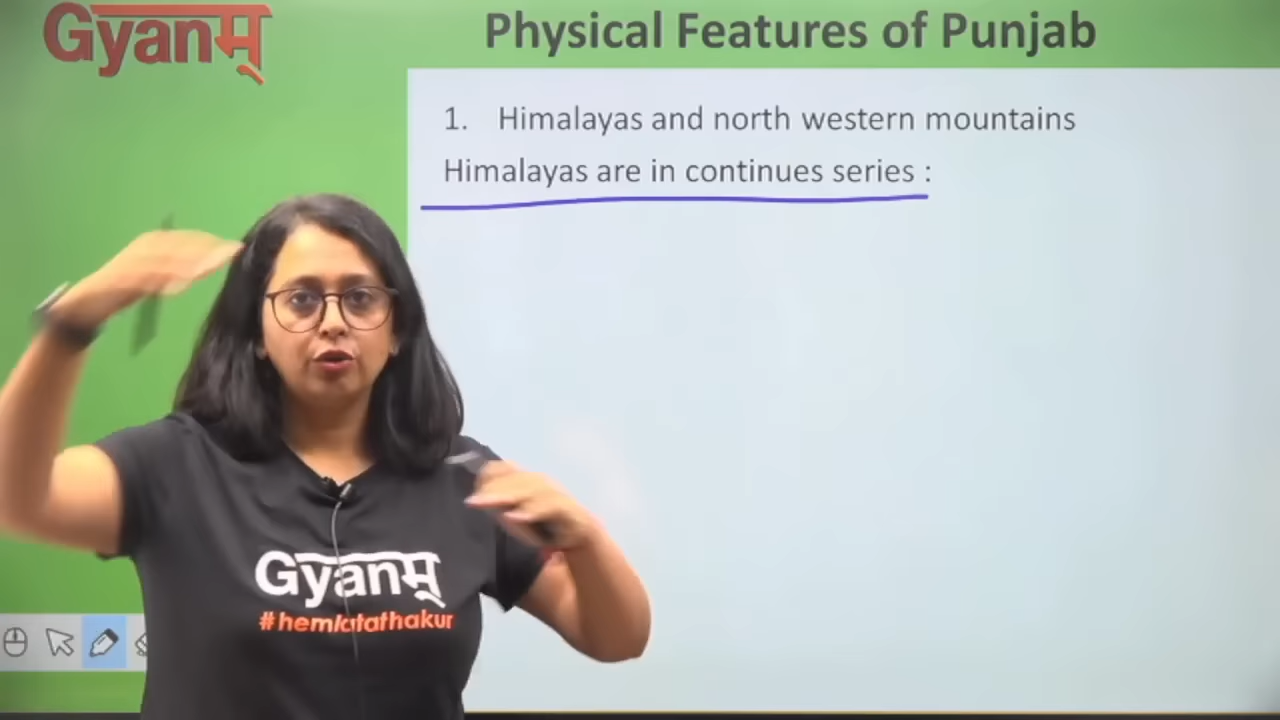 Gyanम्
Physical Features of Punjab
1. Himalayas and north western mountains
Himalayas are in continues series :
Gyanम्
#hemlatathakur